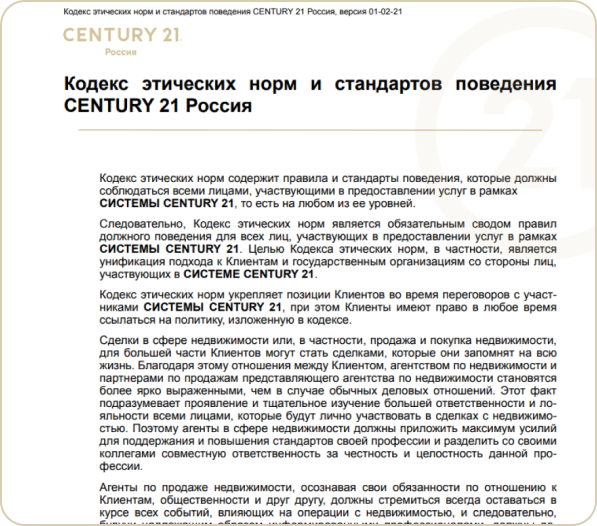 Кодекс этических норм и стандартов поведения CENTURY 21 Россия, версия 01-02-21
CENTURY 21
Россия
21
Кодекс этических норм и стандартов поведения
CENTURY 21 Россия
Кодекс этических норм содержит правила и стандарты поведения, которые должны
соблюдаться всеми лицами, участвующими в предоставлении услуг в рамках
СИСТЕМЫ CENTURY 21, то есть на любом из ее уровней.
Следовательно, Кодекс этических норм является обязательным сводом правил
должного поведения для всех лиц, участвующих в предоставлении услуг в рамках
СИСТЕМЫ CENTURY 21. Целью Кодекса этических норм, в частности, является
унификация подхода к Клиентам и государственным организациям со стороны лиц,
участвующих в СИСТЕМЕ CENTURY 21.
Кодекс этических норм укрепляет позиции Клиентов во время переговоров с участ-
никами СИСТЕМЫ CENTURY 21, при этом Клиенты имеют право в любое время
ссылаться на политику, изложенную в кодексе.
Сделки в сфере недвижимости или, в частности, продажа и покупка недвижимости,
для большей части Клиентов могут стать сделками, которые они запомнят на всю
жизнь. Благодаря этому отношения между Клиентом, агентством по недвижимости и
партнерами по продажам представляющего агентства по недвижимости становятся
более ярко выраженными, чем в случае обычных деловых отношений. Этот факт
подразумевает проявление и тщательное изучение большей ответственности и ло-
яльности всеми лицами, которые будут лично участвовать в сделках с недвижимо-
стью. Поэтому агенты в сфере недвижимости должны приложить максимум усилий
для поддержания и повышения стандартов своей профессии и разделить со своими
коллегами совместную ответственность за честность и целостность данной про-
фессии.
Агенты по продаже недвижимости, осознавая свои обязанности по отношению к
Клиентам, общественности и друг другу, должны стремиться всегда оставаться в
курсе всех событий, влияющих на операции с недвижимостью, и следовательно,